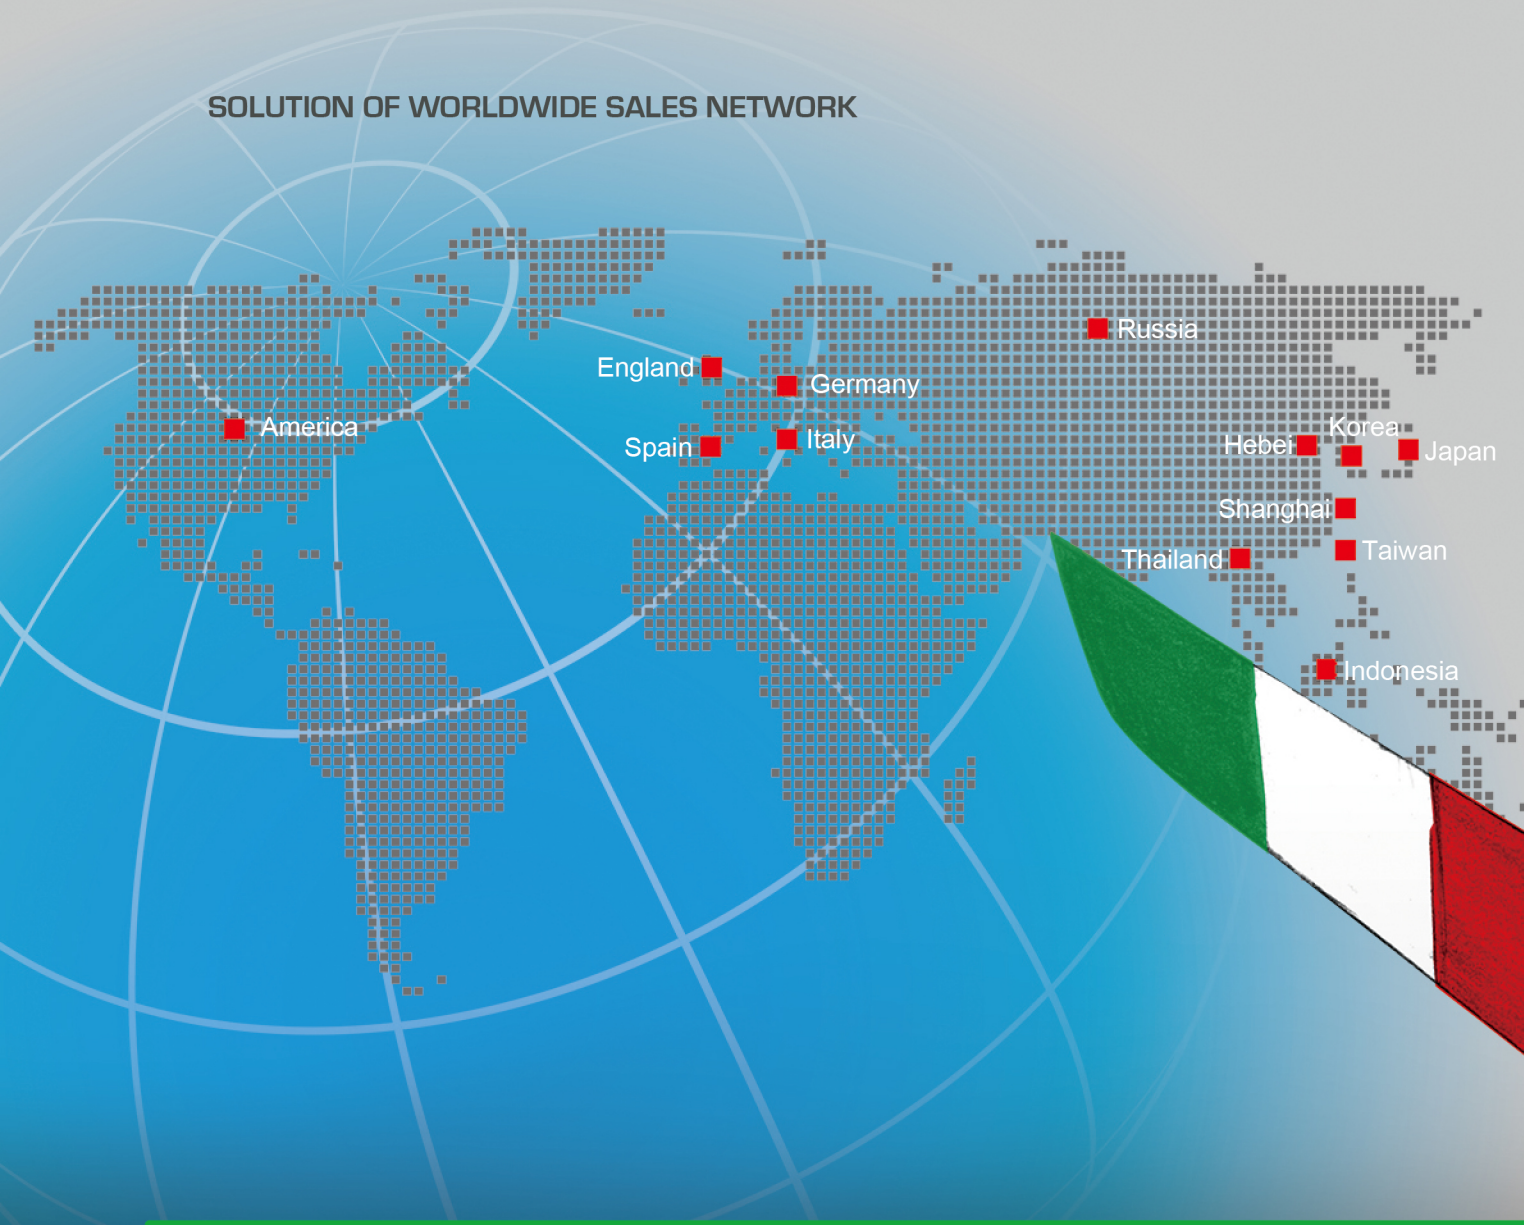 SOLUTION OF WORLDWIDE SALES NETWORK
Russia
England
Germany
America
Korea
Spain
Italy
Hebei
Japan
Shanghai
Thailand
Taiwan
Indonesia